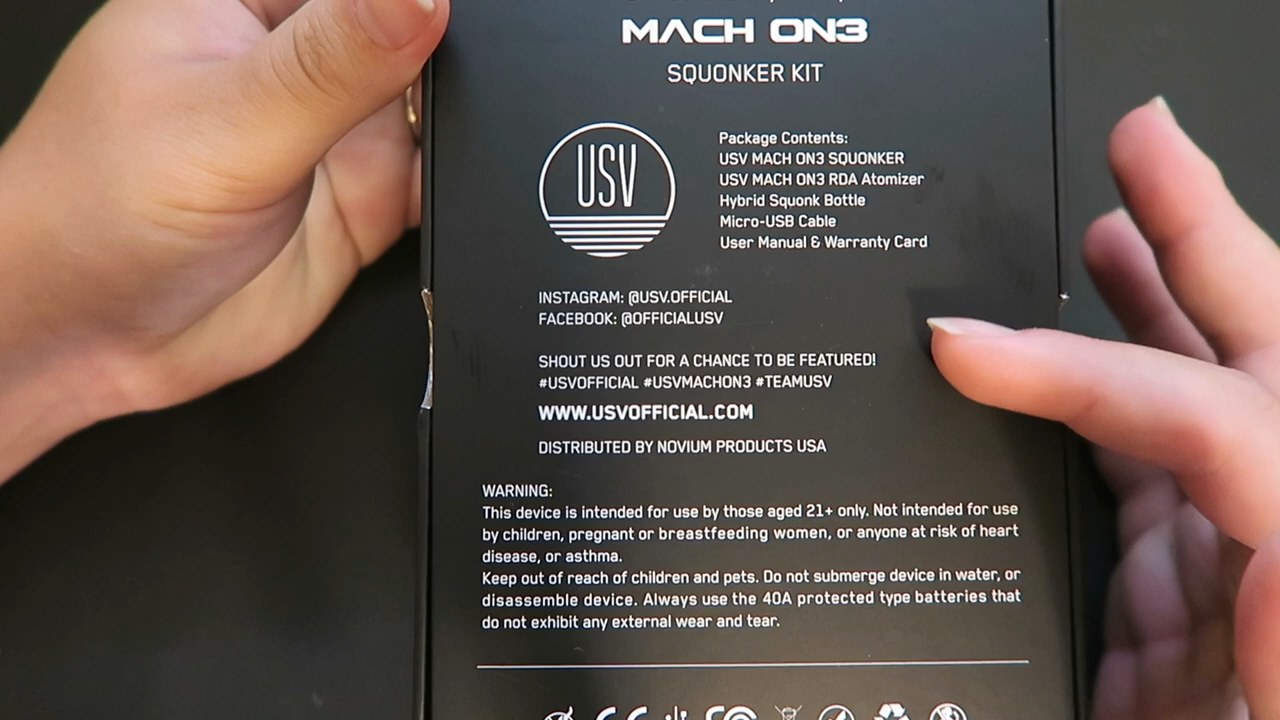 MACH ON3
SQUONKER KIT
USV
Package Contents:
USV MACH ON3 SQUONKER
USV MACH ON3 RDA Atomizer
Hybrid Squonk Bottle
Micro-USB Cable
User Manual & Warranty Card
INSTAGRAM: @USV.OFFICIAL
FACEBOOK: @OFFICIALUSV
SHOUT US OUT FOR A CHANCE TO BE FEATURED!
#USVOFFICIAL #USVMACHON3 #TEAMUSV
WWW.USVOFFICIAL.COM
DISTRIBUTED BY NOVIUM PRODUCTS USA
WARNING:
This device is intended for use by those aged 21+ only. Not intended for use
by children, pregnant or breastfeeding women, or anyone at risk of heart
disease, or asthma.
Keep out of reach of children and pets. Do not submerge device in water, or
disassemble device. Always use the 40A protected type batteries that
do not exhibit any external wear and tear.